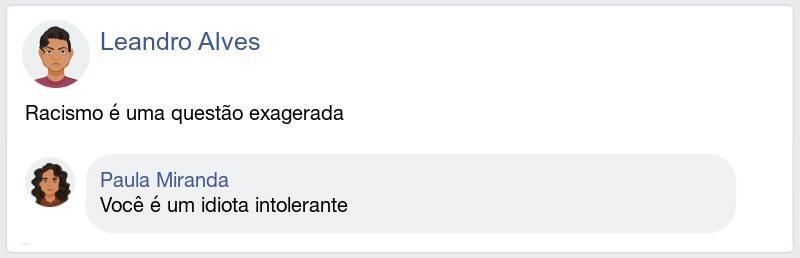 Leandro Alves
Racismo é uma questão exagerada
Paula Miranda
Você é um idiota intolerante